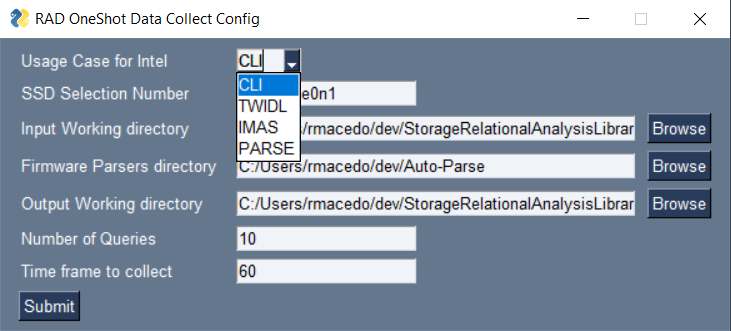 RAD OneShot Data Collect Config
Usage Case for Intel CLI
CLI
TWIDL
IMAS
PARSE
SSD Selection Number e0n1
Input Working directory s/rmacedo/dev/StorageRelationalAnalysisLibrar Browse
Firmware Parsers directory C:/Users/rmacedo/dev/Auto-Parse Browse
Output Working directory C:/Users/rmacedo/dev/StorageRelationalAnalysisLibrar Browse
Number of Queries 10
Time frame to collect 60
Submit